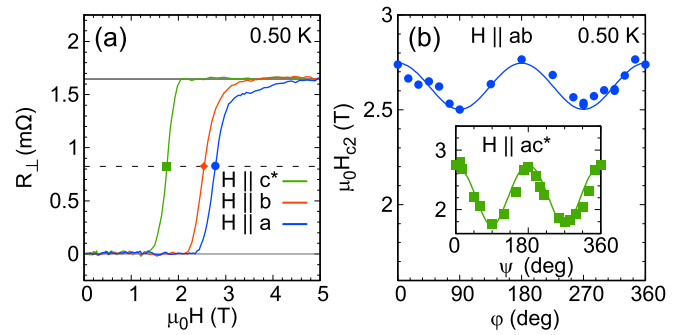 (a)
0.50 K
2
1.5
1
0.5
0
R⊥ (mΩ)
H || c*
H || b
H || a
0 1 2 3 4 5
μ0H (T)
(b)
H || ab
0.50 K
3
2.5
2
μ0Hc2 (T)
0 90 180 270 360
φ (deg)
H || ac*
3
2
0 180 360
ψ (deg)